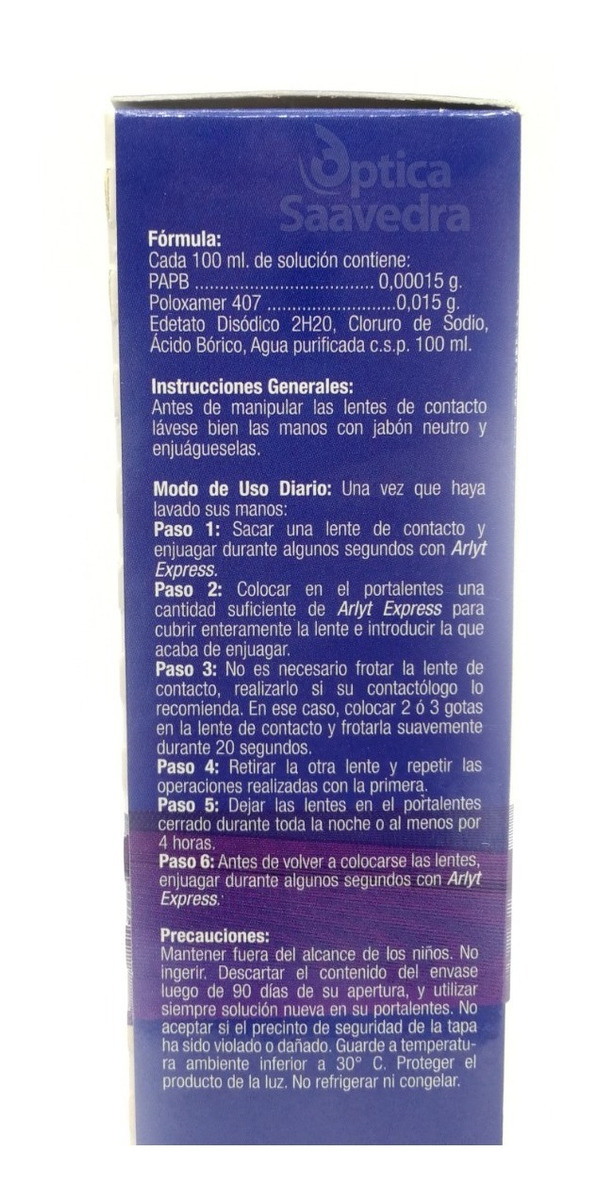 óptica
Saavedra
Fórmula:
Cada 100 ml. de solución contiene:
PAPB .................................. 0,00015 g.
Poloxamer 407 ........................0,015 g.
Edetato Disódico 2H20, Cloruro de Sodio,
Ácido Bórico, Agua purificada c.s.p. 100 ml.
Instrucciones Generales:
Antes de manipular las lentes de contacto
lávese bien las manos con jabón neutro y
enjuágueselas.
Modo de Uso Diario: Una vez que haya
lavado sus manos:
Paso 1: Sacar una lente de contacto y
enjuagar durante algunos segundos con Arlyt
Express.
Paso 2: Colocar en el portalentes una
cantidad suficiente de Arlyt Express para
cubrir enteramente la lente e introducir la que
acaba de enjuagar.
Paso 3: No es necesario frotar la lente de
contacto, realizarlo si su contactólogo lo
recomienda. En ese caso, colocar 2 ó 3 gotas
en la lente de contacto y frotarla suavemente
durante 20 segundos.
Paso 4: Retirar la otra lente y repetir las
operaciones realizadas con la primera.
Paso 5: Dejar las lentes en el portalentes
cerrado durante toda la noche o al menos por
4 horas.
Paso 6: Antes de volver a colocarse las lentes,
enjuagar durante algunos segundos con Arlyt
Express.
Precauciones:
Mantener fuera del alcance de los niños. No
ingerir. Descartar el contenido del envase
luego de 90 días de su apertura, y utilizar
siempre solución nueva en su portalentes. No
aceptar si el precinto de seguridad de la tapa
ha sido violado o dañado. Guarde a temperatu-
ra ambiente inferior a 30° C. Proteger el
producto de la luz. No refrigerar ni congelar.